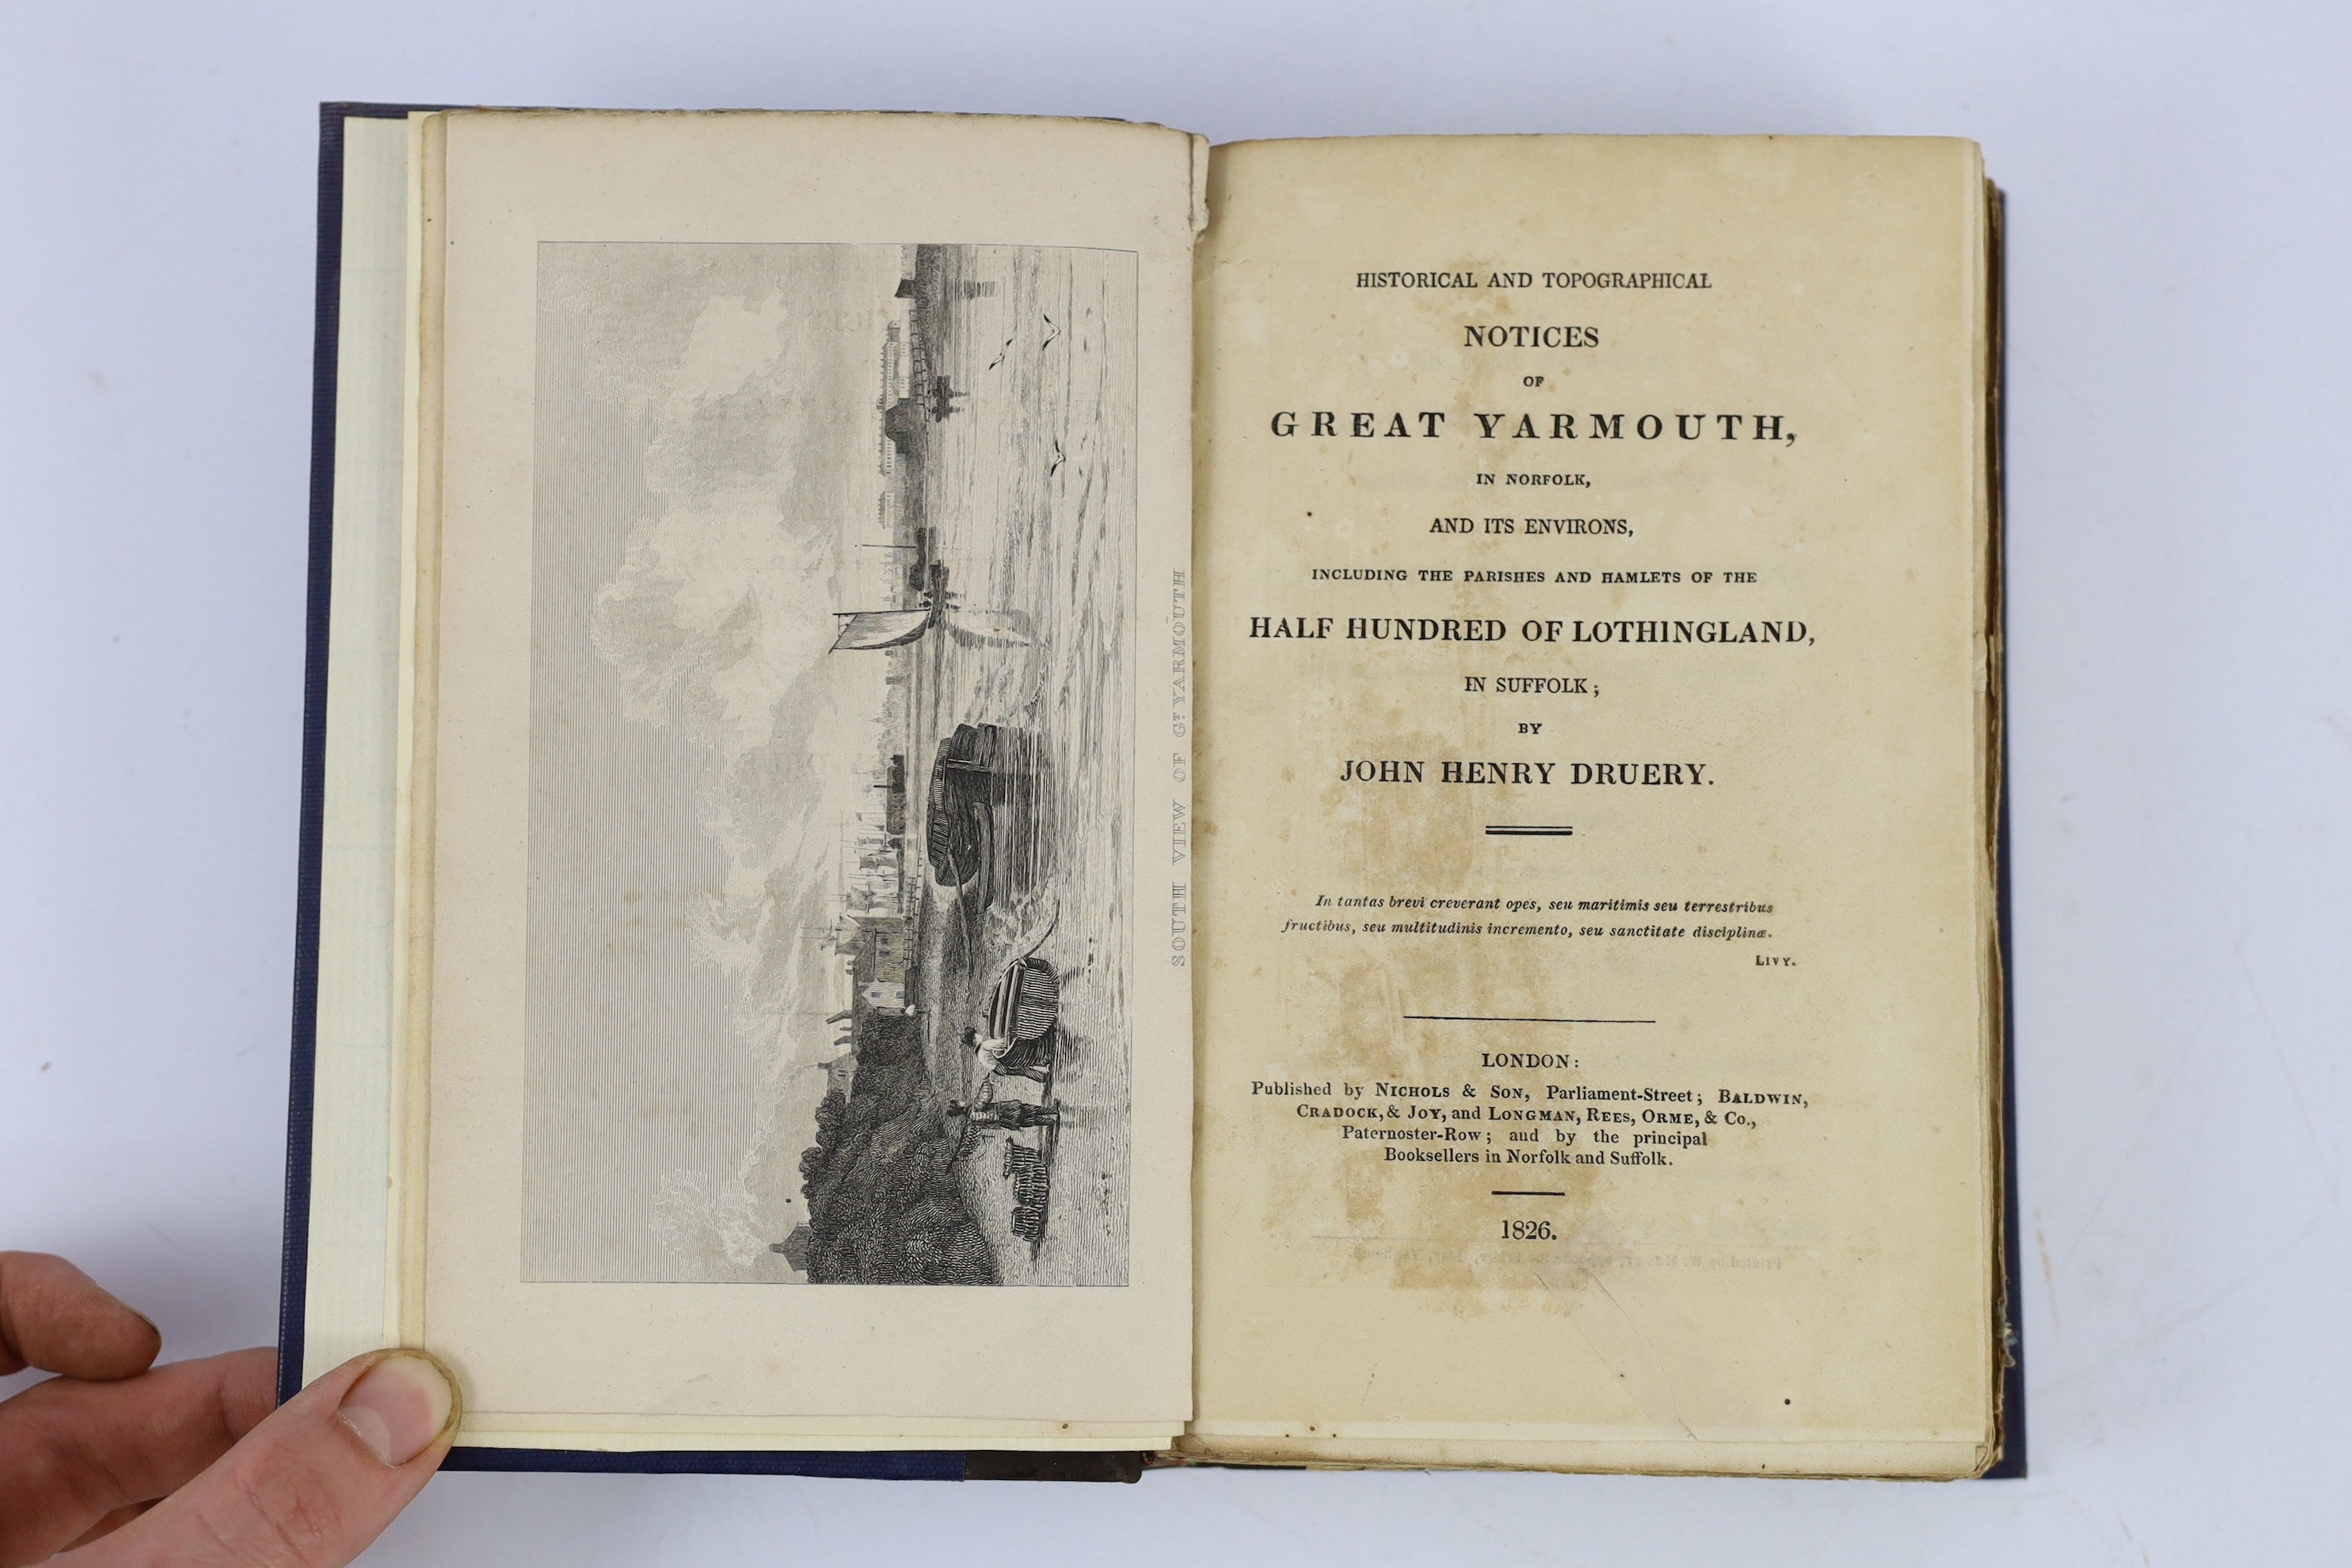 SOUTH VIEW OF Gᵀ YARMOUTH
HISTORICAL AND TOPOGRAPHICAL
NOTICES
OF
GREAT YARMOUTH,
IN NORFOLK,
AND ITS ENVIRONS,
INCLUDING THE PARISHES AND HAMLETS OF THE
HALF HUNDRED OF LOTHINGLAND,
IN SUFFOLK;
BY
JOHN HENRY DRUERY.
In tantas brevi creverant opes, seu maritimis seu terrestribus
fructibus, seu multitudinis incremento, seu sanctitate disciplinæ.
LIVY.
LONDON:
Published by NICHOLS & SON, Parliament-Street; BALDWIN,
CRADOCK, & JOY, and LONGMAN, REES, ORME, & Co.,
Paternoster-Row; and by the principal
Booksellers in Norfolk and Suffolk.
1826.